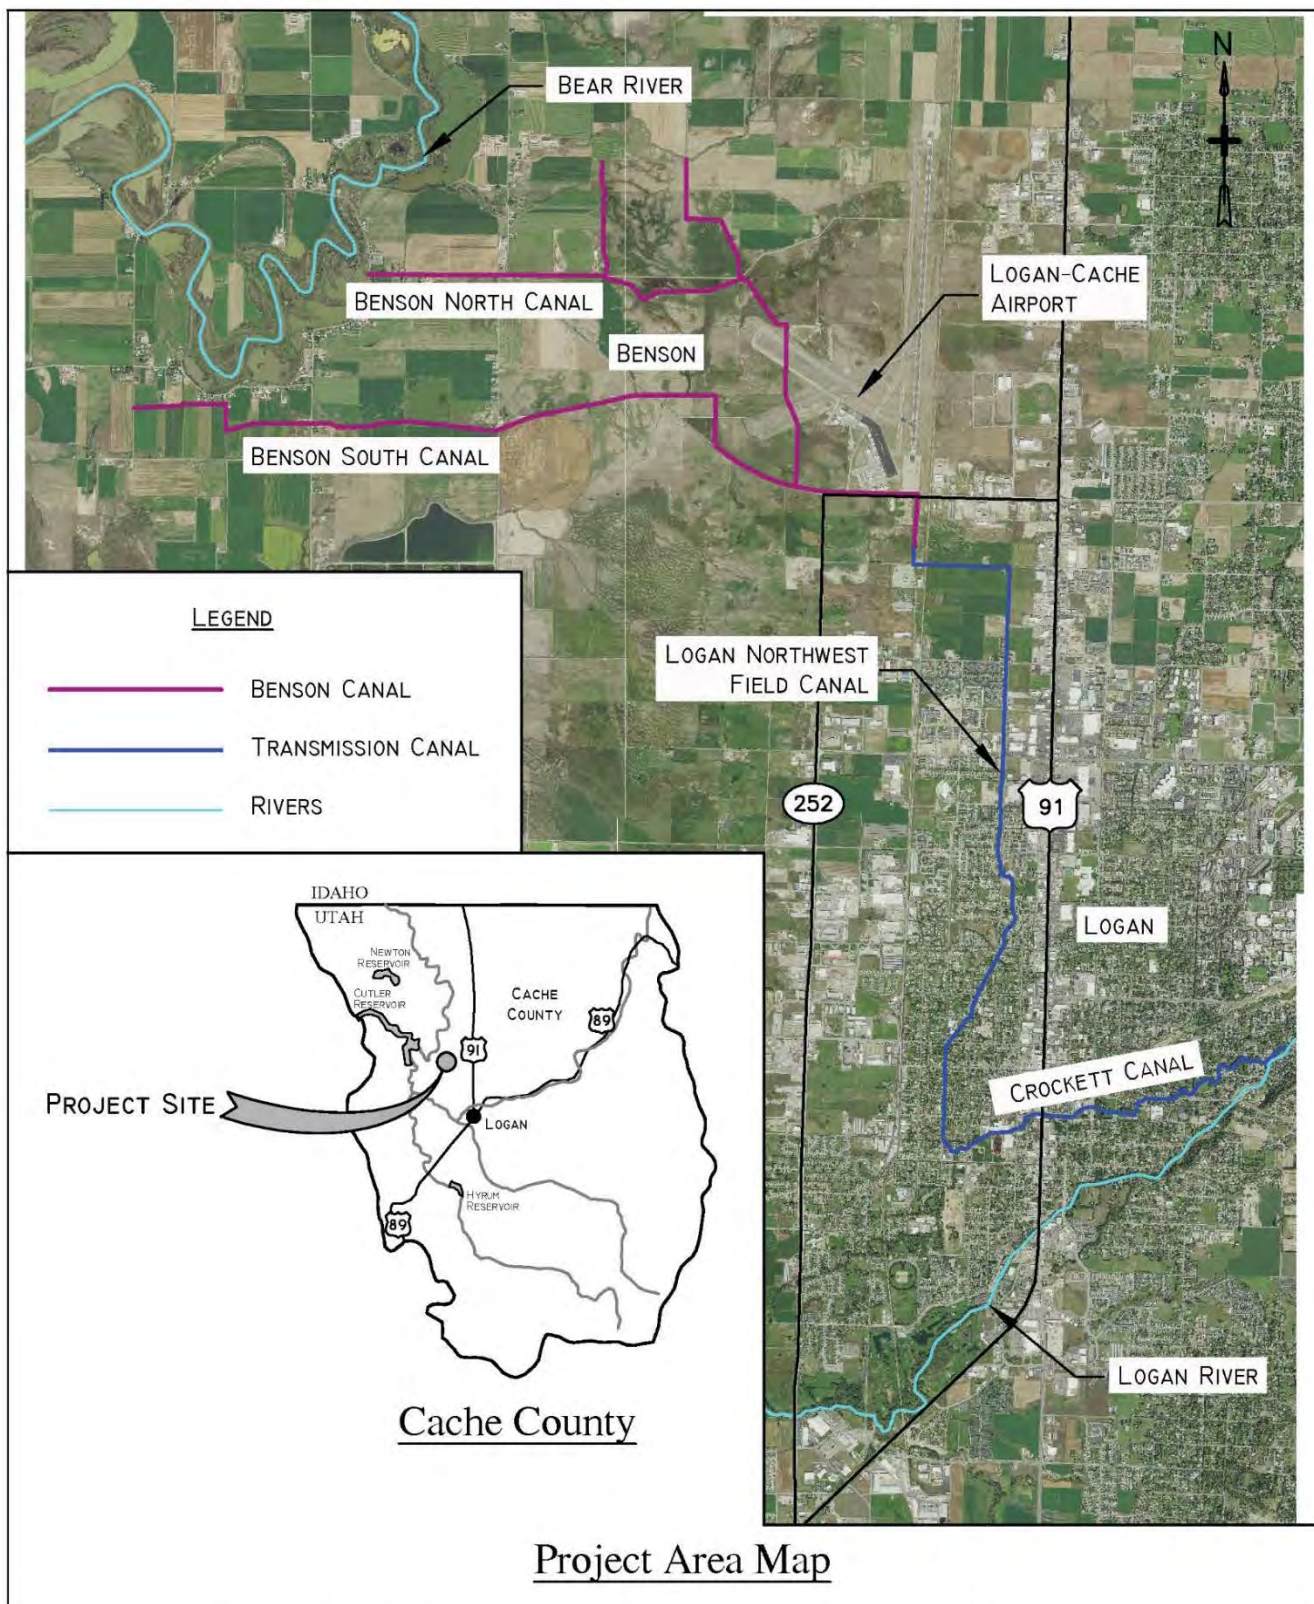 N
BEAR RIVER
LOGAN-CACHE
AIRPORT
BENSON NORTH CANAL
BENSON
BENSON SOUTH CANAL
LEGEND
BENSON CANAL
TRANSMISSION CANAL
RIVERS
LOGAN NORTHWEST
FIELD CANAL
252
91
LOGAN
CROCKETT CANAL
LOGAN RIVER
IDAHO
UTAH
NEWTON
RESERVOIR
CUTLER
RESERVOIR
CACHE
COUNTY
89
91
PROJECT SITE
LOGAN
HYRUM
RESERVOIR
89
Cache County
Project Area Map